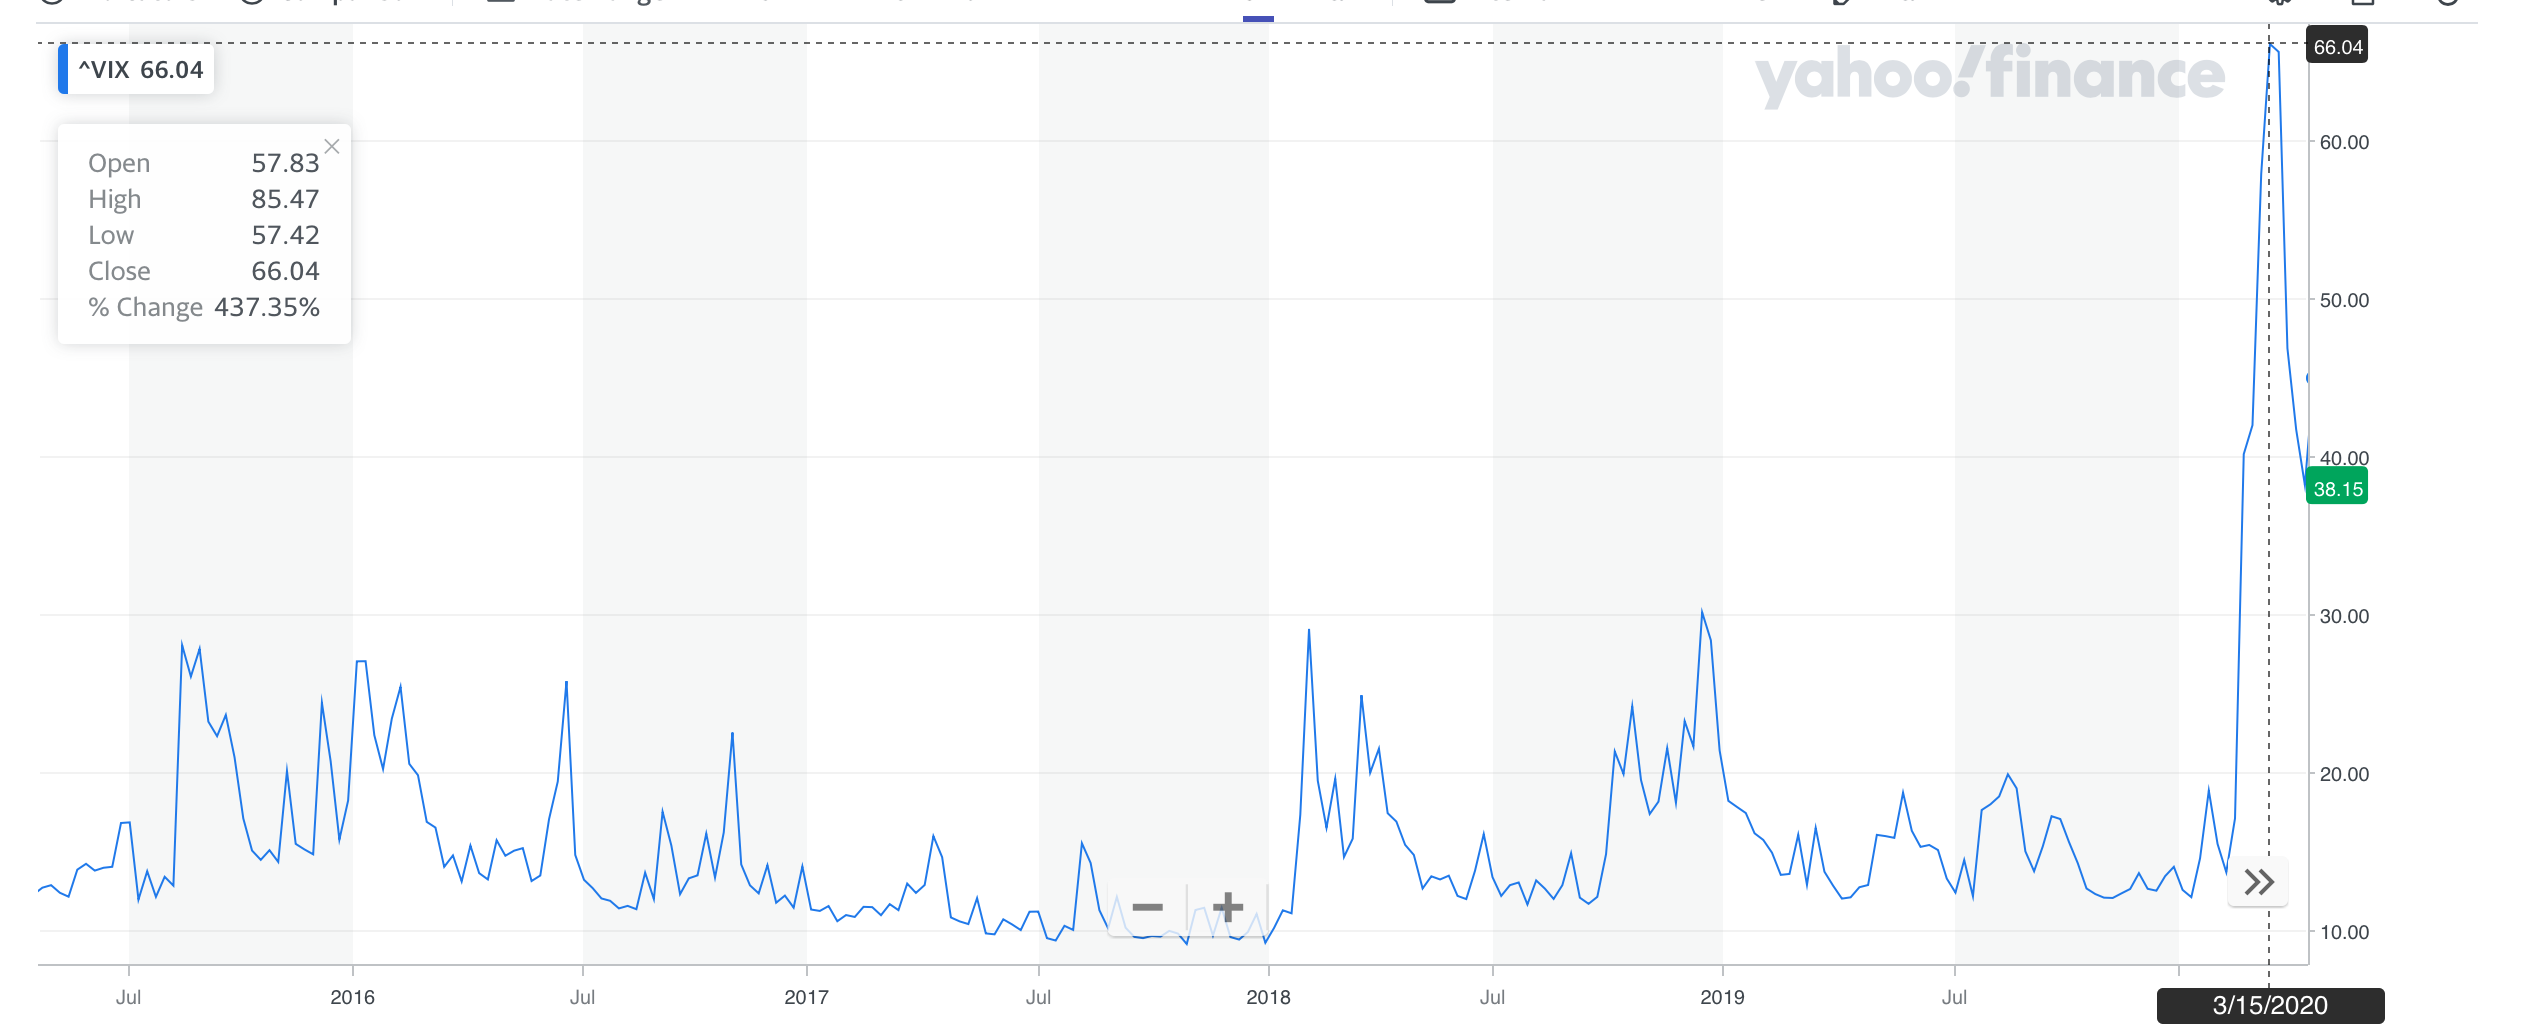 66.04
^VIX 66.04
yahoo!finance
Open 57.83
High 85.47
Low 57.42
Close 66.04
% Change 437.35%
60.00
50.00
40.00
38.15
30.00
20.00
10.00
Jul 2016 Jul 2017 Jul 2018 Jul 2019 Jul 3/15/2020